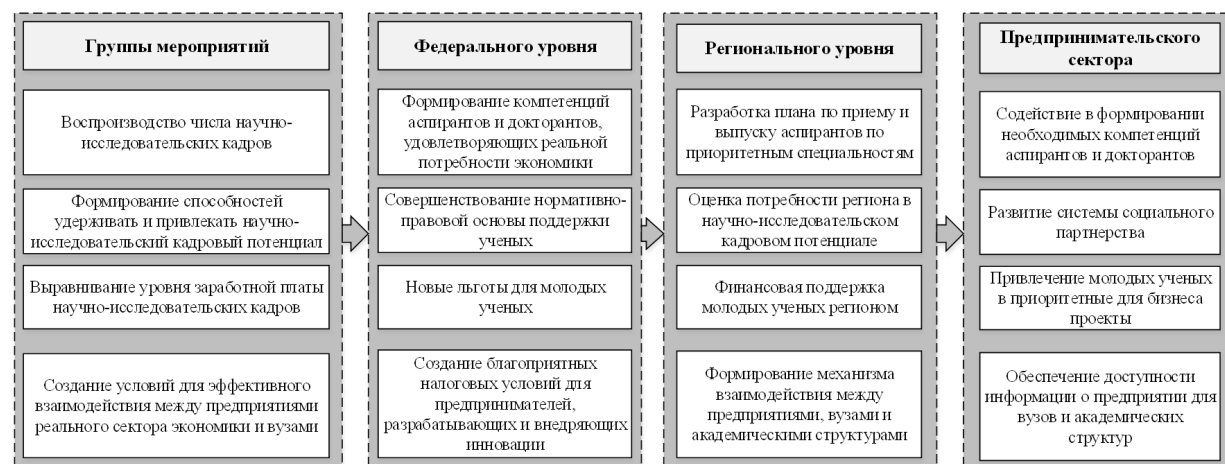 Группы мероприятий
Воспроизводство числа научно-
исследовательских кадров
Формирование способностей
удерживать и привлекать научно-
исследовательский кадровый потенциал
Выравнивание уровня заработной платы
научно-исследовательских кадров
Создание условий для эффективного
взаимодействия между предприятиями
реального сектора экономики и вузами
Федерального уровня
Формирование компетенций
аспирантов и докторантов,
удовлетворяющих реальной
потребности экономики
Совершенствование нормативно-
правовой основы поддержки
ученых
Новые льготы для молодых
ученых
Создание благоприятных
налоговых условий для
предпринимателей,
разрабатывающих и внедряющих
инновации
Регионального уровня
Разработка плана по приему и
выпуску аспирантов по
приоритетным специальностям
Оценка потребности региона в
научно-исследовательском
кадровом потенциале
Финансовая поддержка
молодых ученых регионом
Формирование механизма
взаимодействия между
предприятиями, вузами и
академическими структурами
Предпринимательского
сектора
Содействие в формировании
необходимых компетенций
аспирантов и докторантов
Развитие системы социального
партнерства
Привлечение молодых ученых
в приоритетные для бизнеса
проекты
Обеспечение доступности
информации о предприятии для
вузов и академических
структур